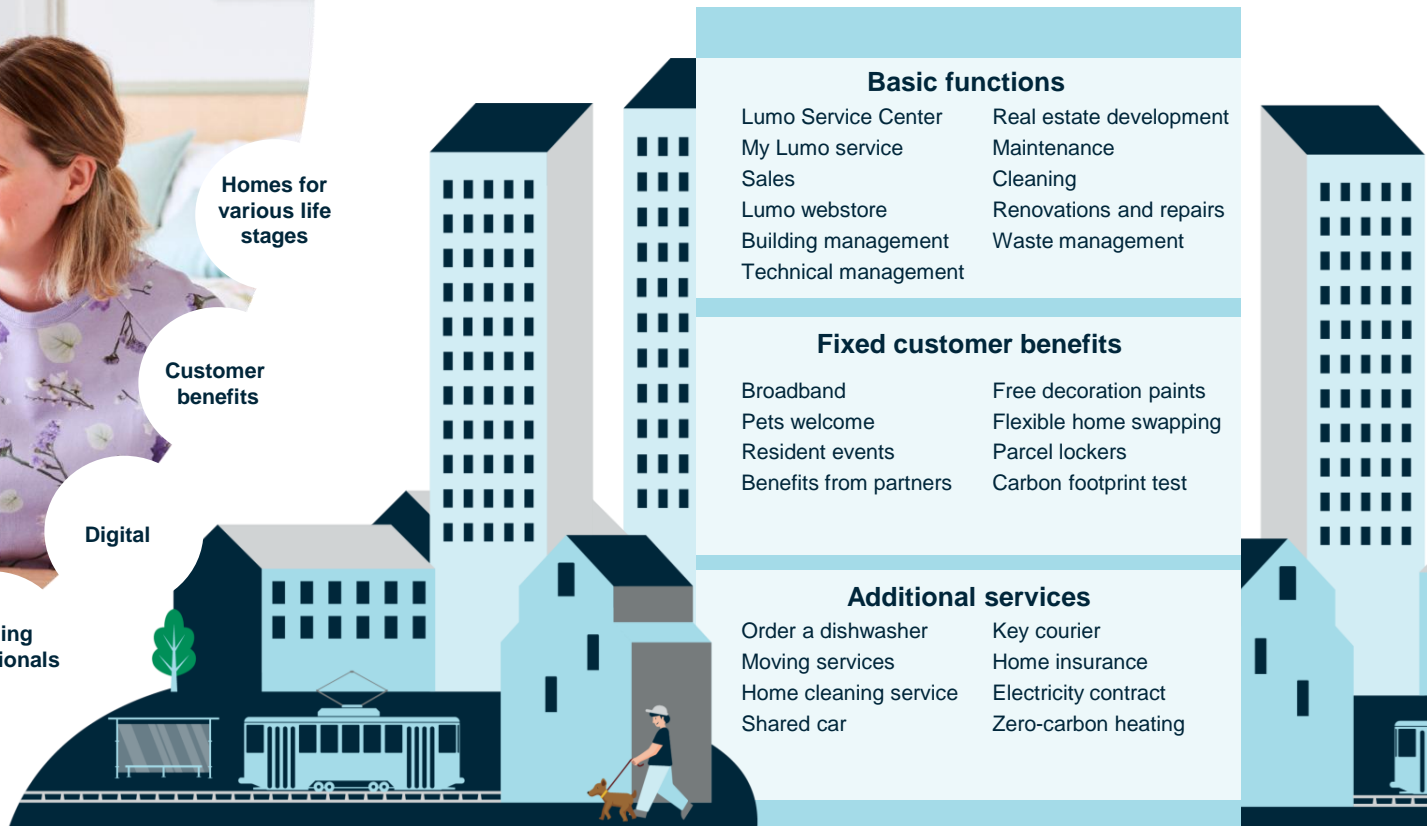 Homes for
various life
stages
Customer
benefits
Digital
Basic functions
Lumo Service Center
My Lumo service
Sales
Lumo webstore
Building management
Technical management
Real estate development
Maintenance
Cleaning
Renovations and repairs
Waste management
Fixed customer benefits
Broadband
Pets welcome
Resident events
Benefits from partners
Free decoration paints
Flexible home swapping
Parcel lockers
Carbon footprint test
Additional services
Order a dishwasher
Moving services
Home cleaning service
Shared car
Key courier
Home insurance
Electricity contract
Zero-carbon heating